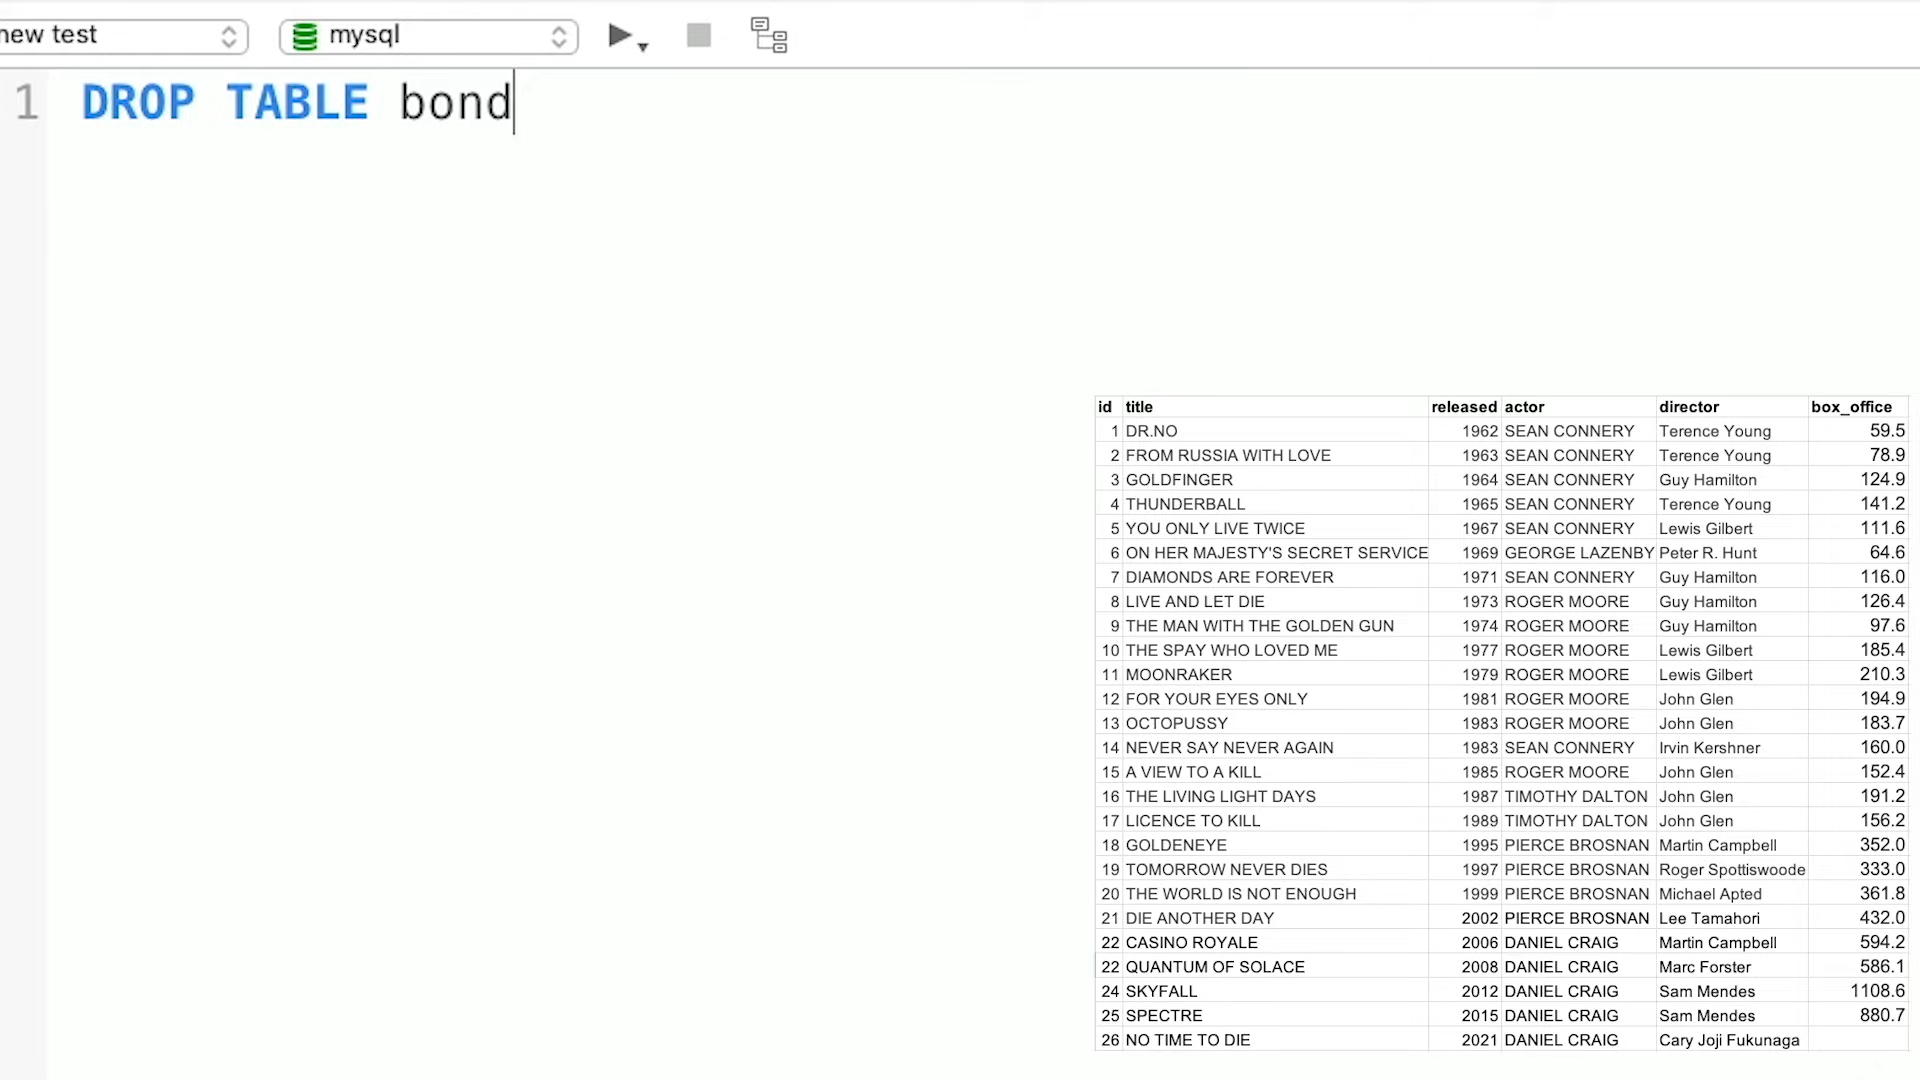 new test mysql
1 DROP TABLE bond
id title released actor director box_office
1 DR.NO 1962 SEAN CONNERY Terence Young 59.5
2 FROM RUSSIA WITH LOVE 1963 SEAN CONNERY Terence Young 78.9
3 GOLDFINGER 1964 SEAN CONNERY Guy Hamilton 124.9
4 THUNDERBALL 1965 SEAN CONNERY Terence Young 141.2
5 YOU ONLY LIVE TWICE 1967 SEAN CONNERY Lewis Gilbert 111.6
6 ON HER MAJESTY'S SECRET SERVICE 1969 GEORGE LAZENBY Peter R. Hunt 64.6
7 DIAMONDS ARE FOREVER 1971 SEAN CONNERY Guy Hamilton 116.0
8 LIVE AND LET DIE 1973 ROGER MOORE Guy Hamilton 126.4
9 THE MAN WITH THE GOLDEN GUN 1974 ROGER MOORE Guy Hamilton 97.6
10 THE SPAY WHO LOVED ME 1977 ROGER MOORE Lewis Gilbert 185.4
11 MOONRAKER 1979 ROGER MOORE Lewis Gilbert 210.3
12 FOR YOUR EYES ONLY 1981 ROGER MOORE John Glen 194.9
13 OCTOPUSSY 1983 ROGER MOORE John Glen 183.7
14 NEVER SAY NEVER AGAIN 1983 SEAN CONNERY Irvin Kershner 160.0
15 A VIEW TO A KILL 1985 ROGER MOORE John Glen 152.4
16 THE LIVING LIGHT DAYS 1987 TIMOTHY DALTON John Glen 191.2
17 LICENCE TO KILL 1989 TIMOTHY DALTON John Glen 156.2
18 GOLDENEYE 1995 PIERCE BROSNAN Martin Campbell 352.0
19 TOMORROW NEVER DIES 1997 PIERCE BROSNAN Roger Spottiswoode 333.0
20 THE WORLD IS NOT ENOUGH 1999 PIERCE BROSNAN Michael Apted 361.8
21 DIE ANOTHER DAY 2002 PIERCE BROSNAN Lee Tamahori 432.0
22 CASINO ROYALE 2006 DANIEL CRAIG Martin Campbell 594.2
22 QUANTUM OF SOLACE 2008 DANIEL CRAIG Marc Forster 586.1
24 SKYFALL 2012 DANIEL CRAIG Sam Mendes 1108.6
25 SPECTRE 2015 DANIEL CRAIG Sam Mendes 880.7
26 NO TIME TO DIE 2021 DANIEL CRAIG Cary Joji Fukunaga